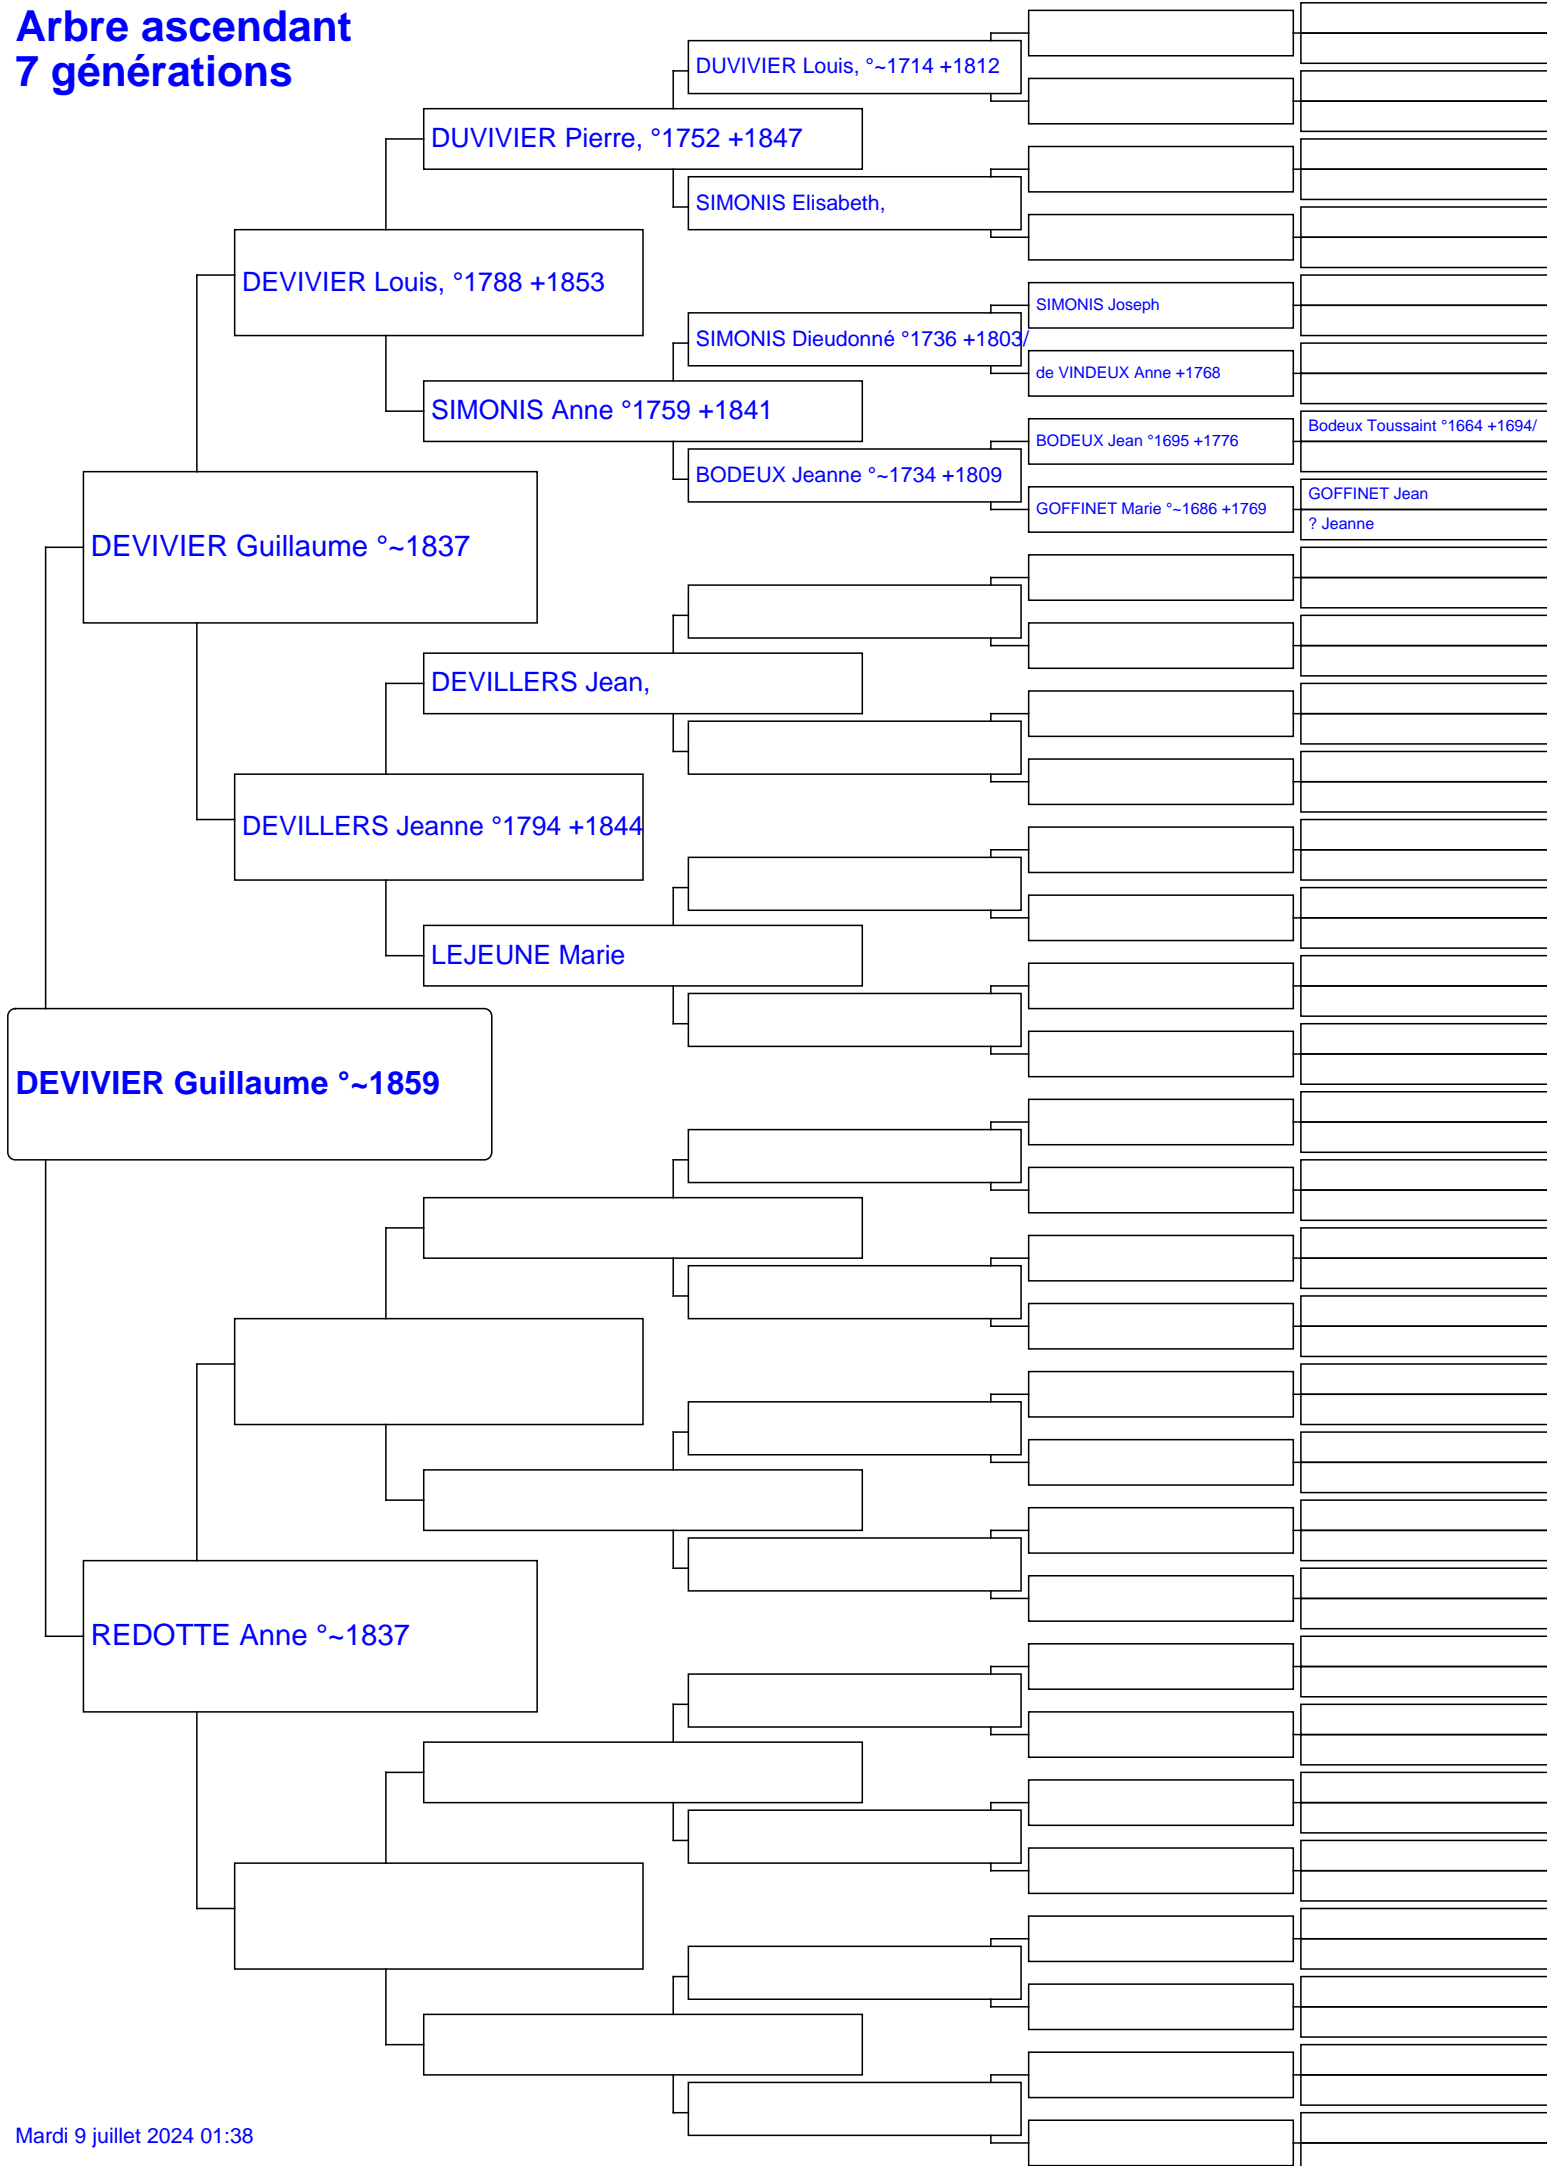 Arbre ascendant
7 générations
DUVIVIER Louis, °~1714 +1812
DUVIVIER Pierre, °1752 +1847
SIMONIS Elisabeth,
DEVIVIER Louis, °1788 +1853
SIMONIS Joseph
SIMONIS Dieudonné °1736 +1803/
de VINDEUX Anne +1768
SIMONIS Anne °1759 +1841
Bodeux Toussaint °1664 +1694/
BODEUX Jean °1695 +1776
BODEUX Jeanne °~1734 +1809
GOFFINET Jean
GOFFINET Marie °~1686 +1769
? Jeanne
DEVIVIER Guillaume °~1837
DEVILLERS Jean,
DEVILLERS Jeanne °1794 +1844
LEJEUNE Marie
DEVIVIER Guillaume °~1859
REDOTTE Anne °~1837
Mardi 9 juillet 2024 01:38